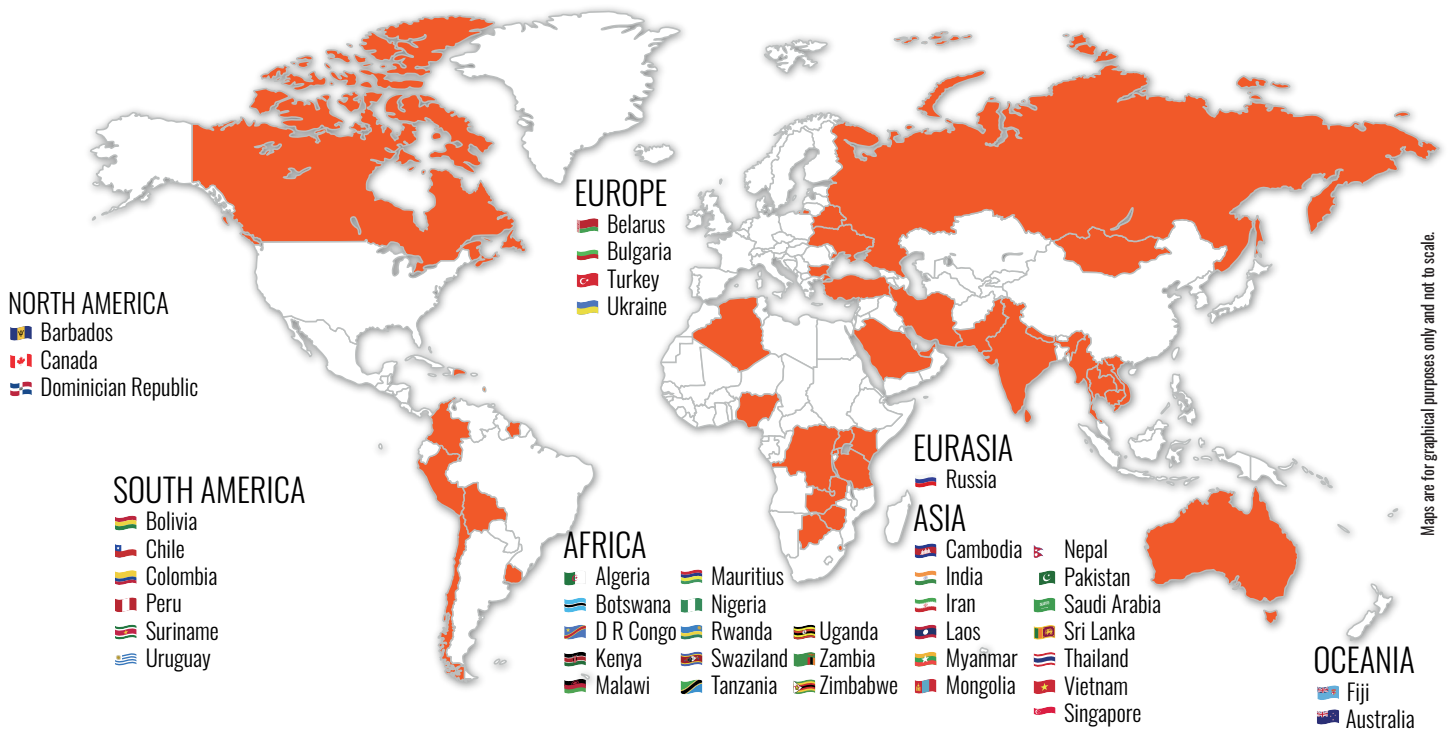 EUROPE
Belarus
Bulgaria
Turkey
Ukraine
NORTH AMERICA
Barbados
Canada
Dominician Republic
SOUTH AMERICA
Bolivia
Chile
Colombia
Peru
Suriname
Uruguay
AFRICA
Algeria
Botswana
D R Congo
Kenya
Malawi
Mauritius
Nigeria
Rwanda
Swaziland
Tanzania
Uganda
Zambia
Zimbabwe
EURASIA
Russia
ASIA
Cambodia
India
Iran
Laos
Myanmar
Mongolia
Nepal
Pakistan
Saudi Arabia
Sri Lanka
Thailand
Vietnam
Singapore
OCEANIA
Fiji
Australia
Maps are for graphical purposes only and not to scale.